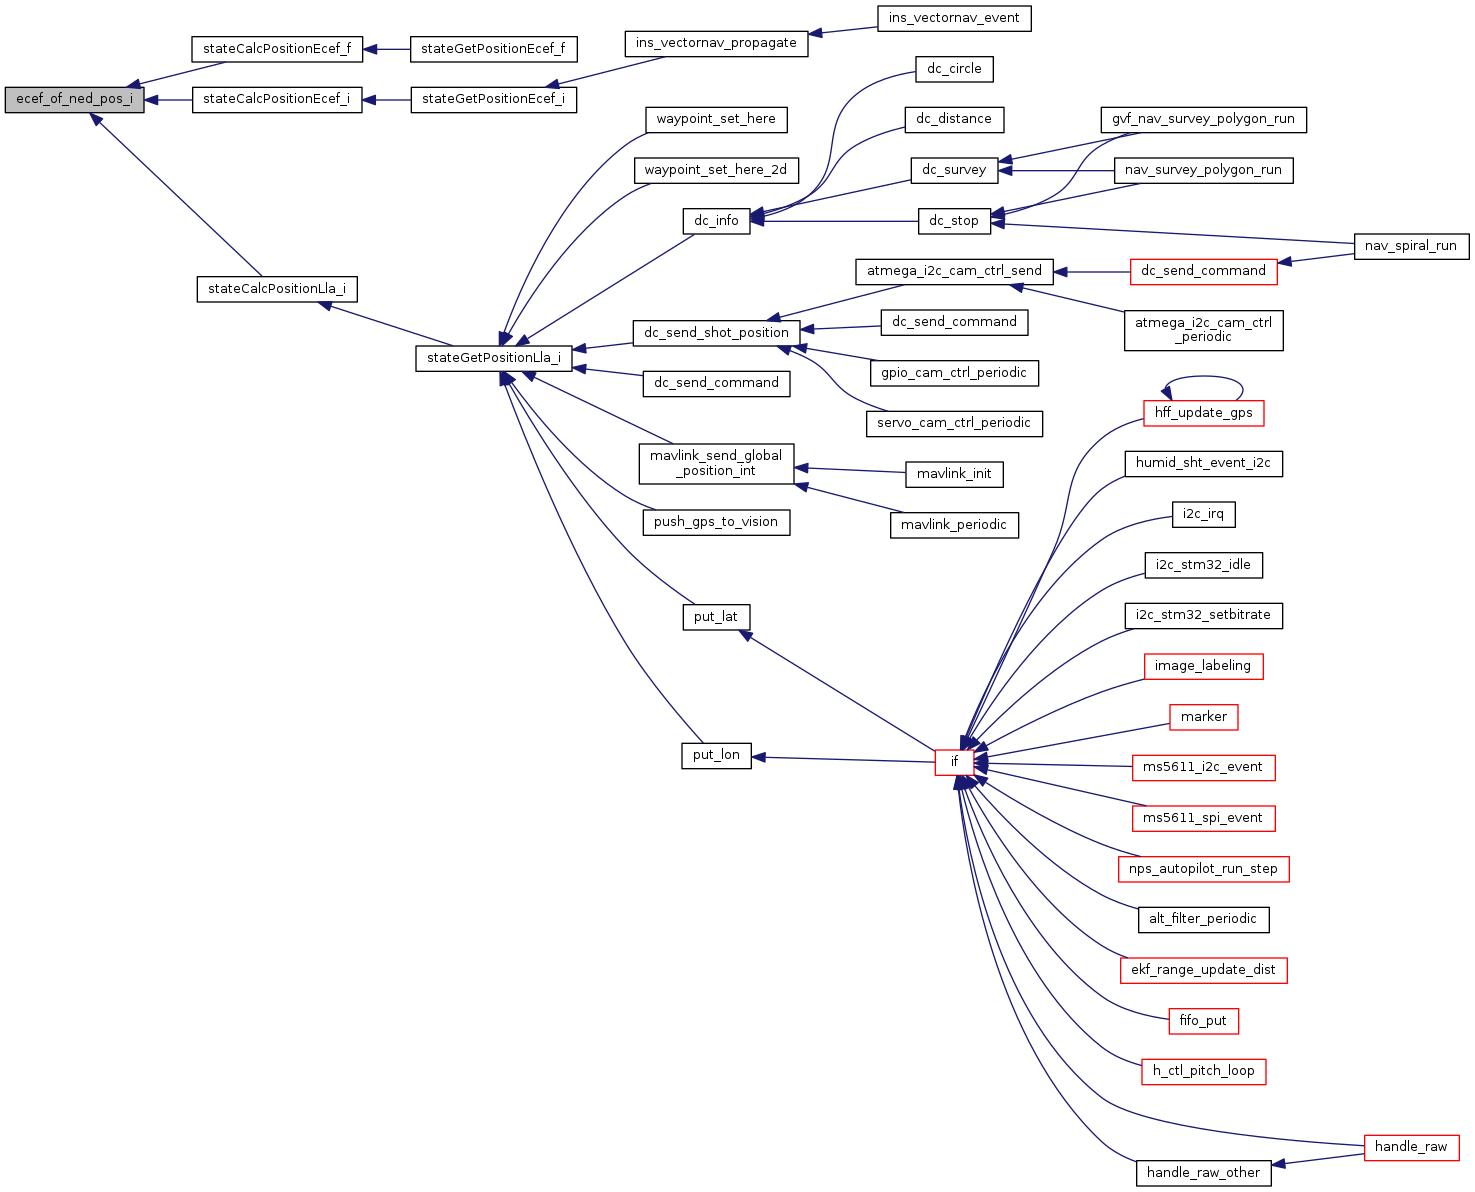 ecef_of_ned_pos_i
stateCalcPositionEcef_f
stateGetPositionEcef_f
stateCalcPositionEcef_i
stateGetPositionEcef_i
ins_vectornav_propagate
ins_vectornav_event
stateCalcPositionLla_i
stateGetPositionLla_i
waypoint_set_here
waypoint_set_here_2d
dc_info
dc_circle
dc_distance
dc_survey
gvf_nav_survey_polygon_run
nav_survey_polygon_run
dc_stop
nav_spiral_run
dc_send_shot_position
atmega_i2c_cam_ctrl_send
dc_send_command
atmega_i2c_cam_ctrl
_periodic
dc_send_command
gpio_cam_ctrl_periodic
servo_cam_ctrl_periodic
dc_send_command
mavlink_send_global
_position_int
mavlink_init
mavlink_periodic
push_gps_to_vision
put_lat
put_lon
if
hff_update_gps
humid_sht_event_i2c
i2c_irq
i2c_stm32_idle
i2c_stm32_setbitrate
image_labeling
marker
ms5611_i2c_event
ms5611_spi_event
nps_autopilot_run_step
alt_filter_periodic
ekf_range_update_dist
fifo_put
h_ctl_pitch_loop
handle_raw
handle_raw_other